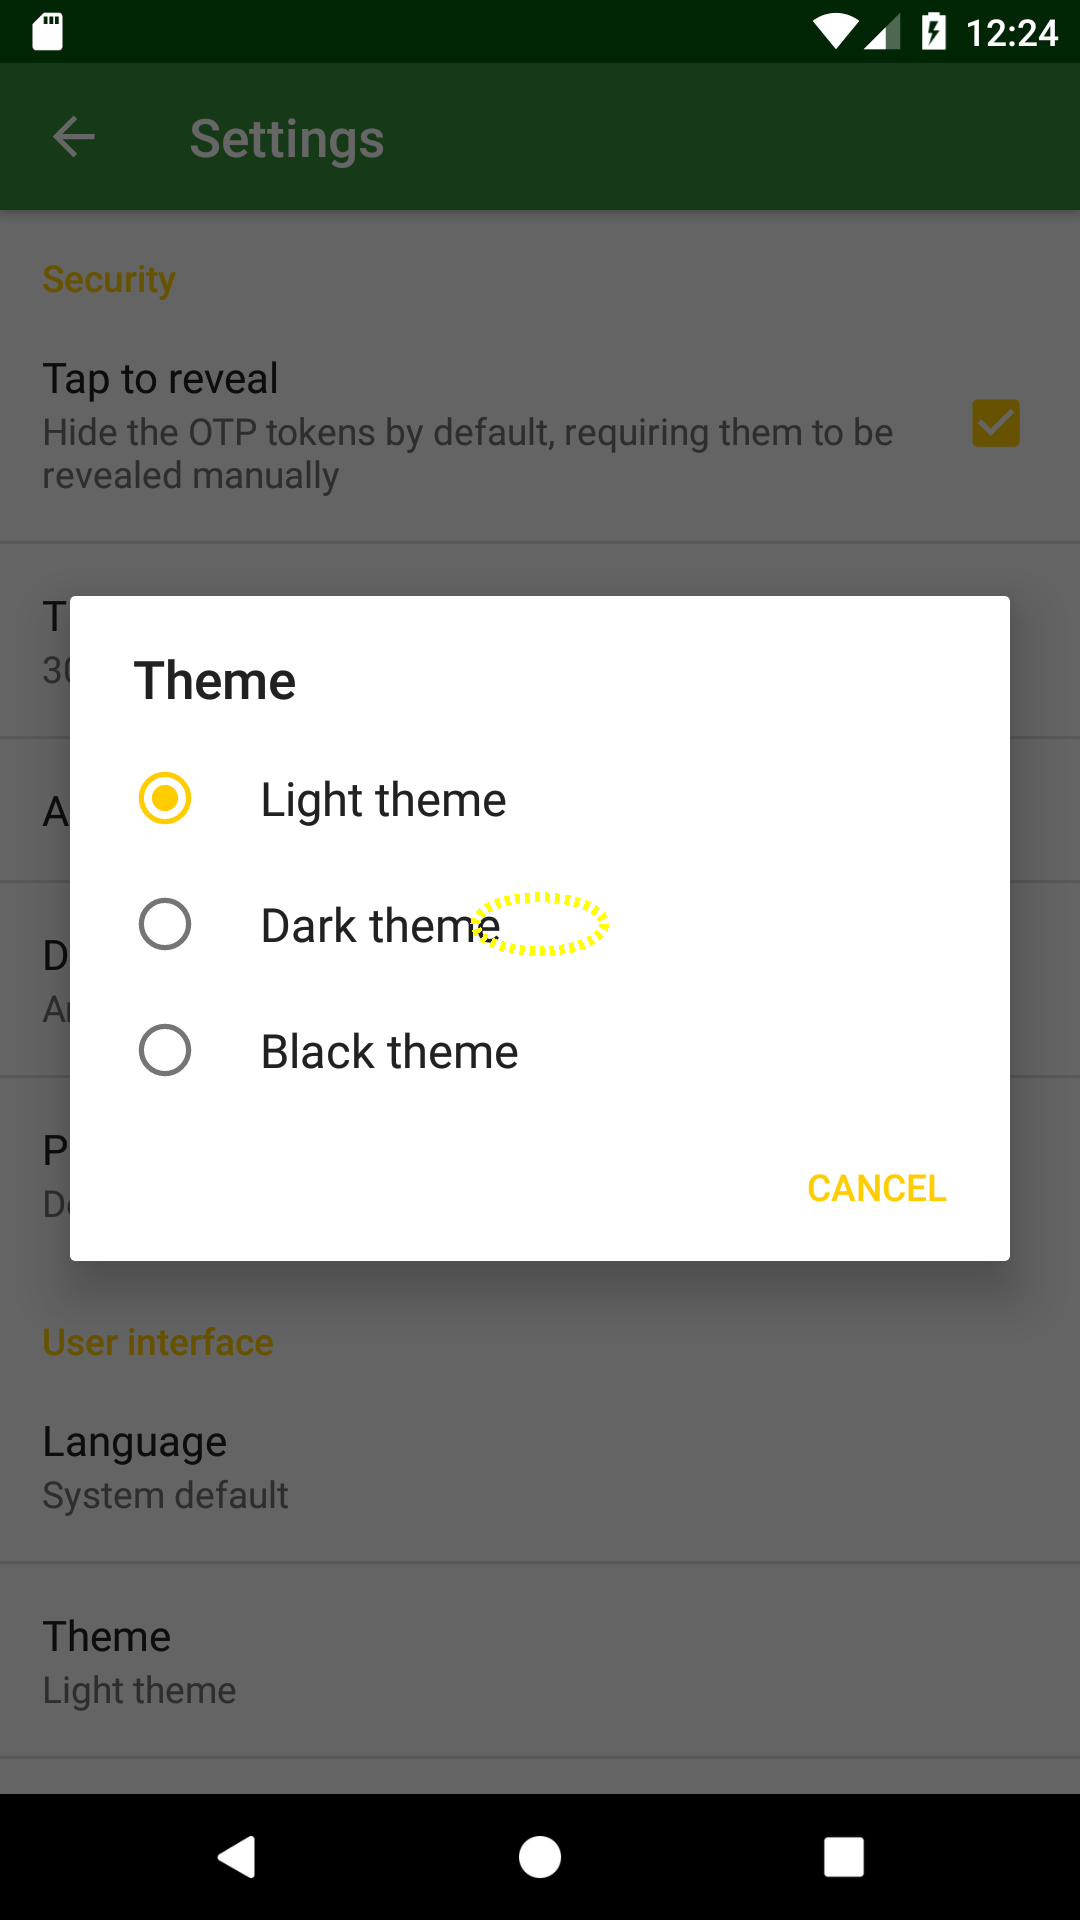 12:24
Settings
Security
Tap to reveal
Hide the OTP tokens by default, requiring them to be
revealed manually
T
30
A
D
P
Theme
Light theme
Dark theme
Black theme
CANCEL
User interface
Language
System default
Theme
Light theme